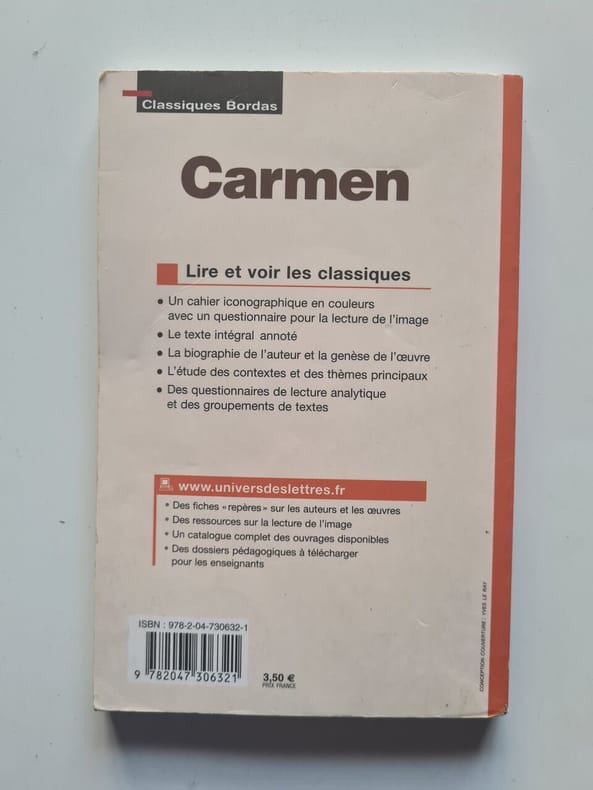 Classiques Bordas
Carmen
Lire et voir les classiques
• Un cahier iconographique en couleurs
avec un questionnaire pour la lecture de l'image
• Le texte intégral annoté
• La biographie de l'auteur et la genèse de l'œuvre
• L'étude des contextes et des thèmes principaux
• Des questionnaires de lecture analytique
et des groupements de textes
www.universdeslettres.fr
• Des fiches «repères» sur les auteurs et les œuvres
• Des ressources sur la lecture de l'image
• Un catalogue complet des ouvrages disponibles
• Des dossiers pédagogiques à télécharger
pour les enseignants
ISBN : 978-2-04-730632-1
9 782047 306321
3,50 €
PRIX FRANCE
CONCEPTION COUVERTURE : YVES LE RAY